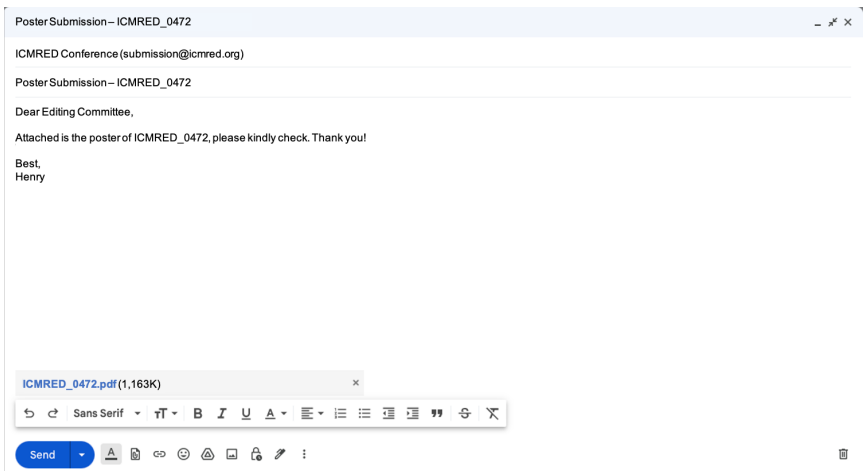 Poster Submission – ICMRED_0472
ICMRED Conference (submission@icmred.org)
Poster Submission – ICMRED_0472
Dear Editing Committee,
Attached is the poster of ICMRED_0472, please kindly check. Thank you!
Best,
Henry
ICMRED_0472.pdf (1,163K)
Sans Serif
Send